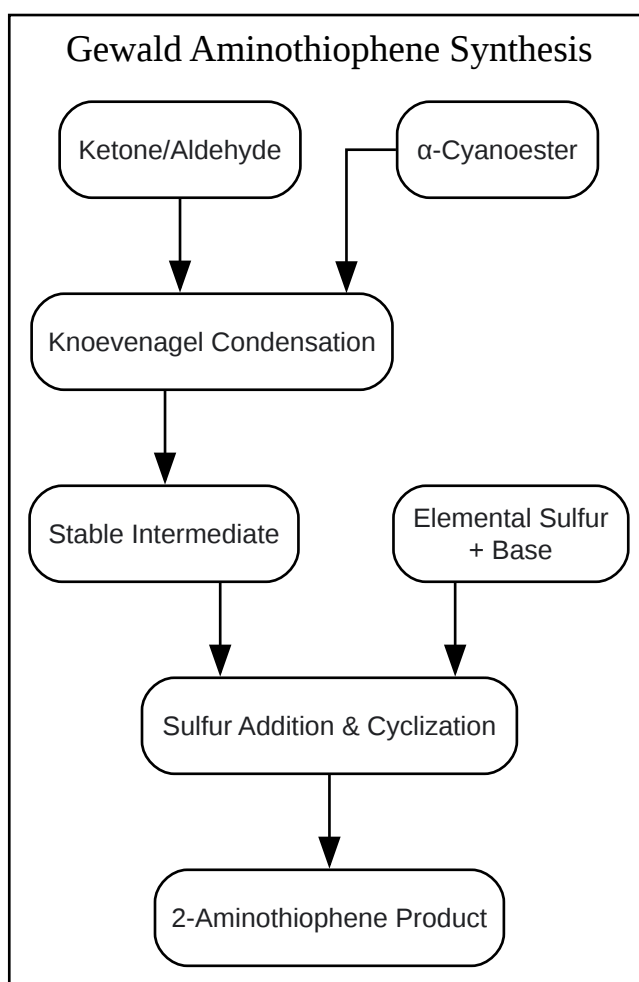 Gewald Aminothiophene Synthesis
Ketone/Aldehyde
α-Cyanoester
Knoevenagel Condensation
Stable Intermediate
Elemental Sulfur
+ Base
Sulfur Addition & Cyclization
2-Aminothiophene Product